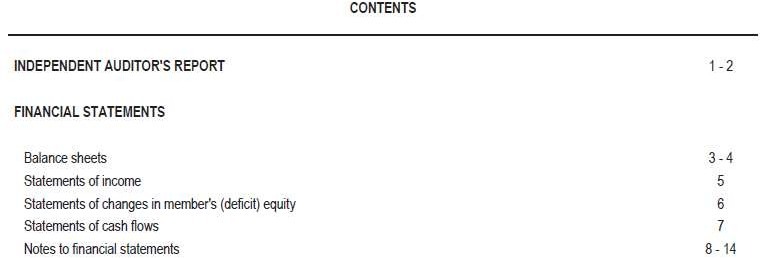 CONTENTS
INDEPENDENT AUDITOR'S REPORT 1 - 2
FINANCIAL STATEMENTS
Balance sheets 3 - 4
Statements of income 5
Statements of changes in member's (deficit) equity 6
Statements of cash flows 7
Notes to financial statements 8 - 14